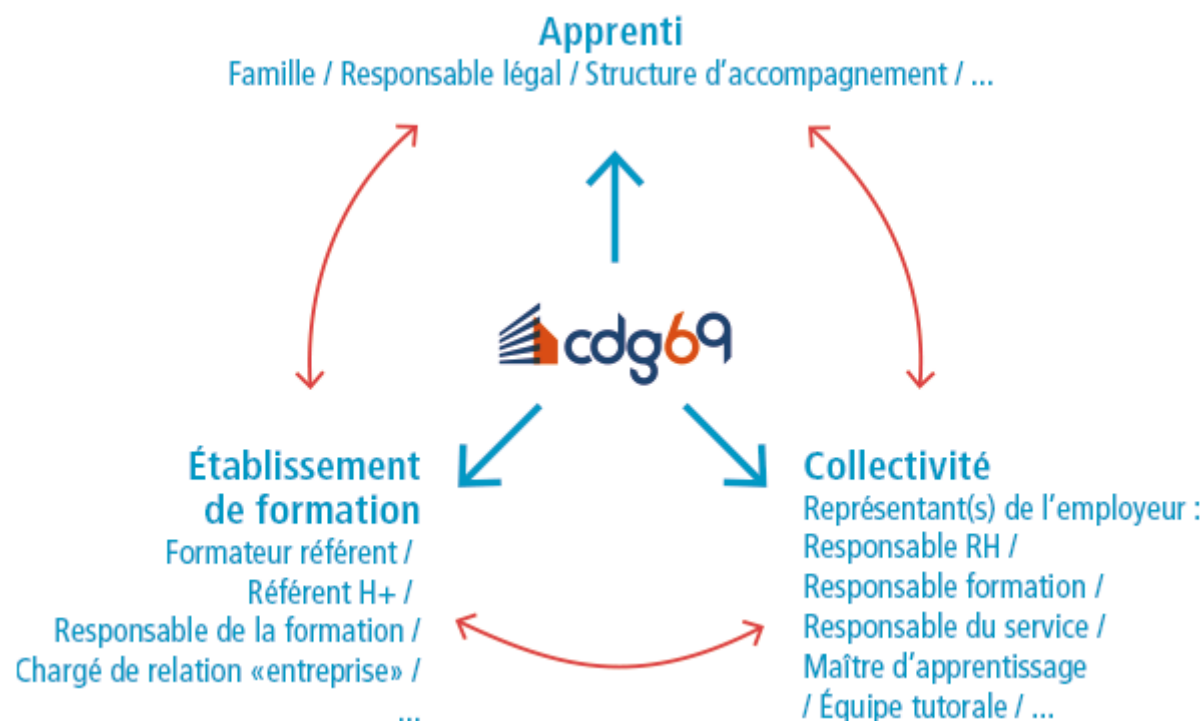 Apprenti
Famille / Responsable légal / Structure d’accompagnement / ...
cdg69
Établissement
de formation
Formateur référent /
Référent H+ /
Responsable de la formation /
Chargé de relation «entreprise» /
...
Collectivité
Représentant(s) de l’employeur :
Responsable RH /
Responsable formation /
Responsable du service /
Maître d’apprentissage
/ Équipe tutorale / ...